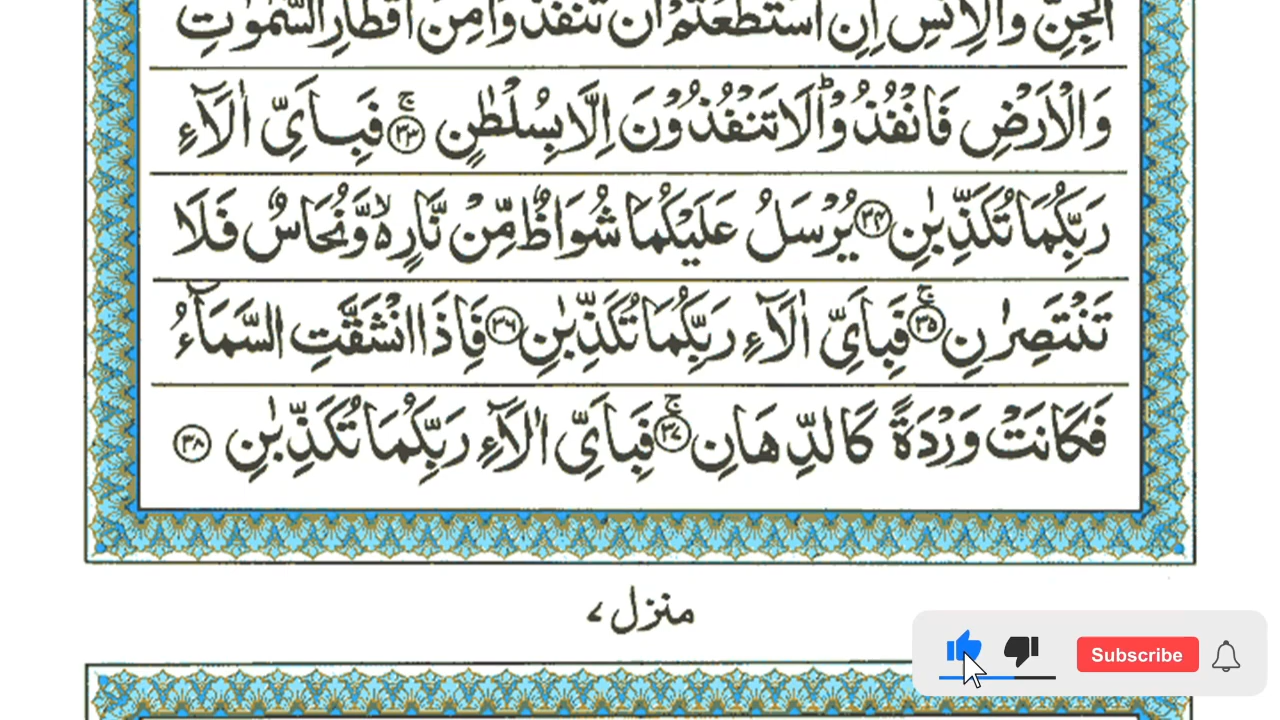 الْجِنِّ وَالْاِنْسِ اِنِ اسْتَطَعْتُمْ اَنْ تَنْفُذُوْا مِنْ اَقْطَارِ السَّمٰوٰتِ
وَالْاَرْضِ فَانْفُذُوْا ؕ لَا تَنْفُذُوْنَ اِلَّا بِسُلْطٰنٍ ۚ ﴿۳۳﴾ فَبِاَىِّ اٰلَآءِ
رَبِّكُمَا تُكَذِّبٰنِ ﴿۳۴﴾ يُرْسَلُ عَلَيْكُمَا شُوَاظٌ مِّنْ نَّارٍ ۙ وَّنُحَاسٌ فَلَا
تَنْتَصِرٰنِ ۚ ﴿۳۵﴾ فَبِاَىِّ اٰلَآءِ رَبِّكُمَا تُكَذِّبٰنِ ﴿۳۶﴾ فَاِذَا انْشَقَّتِ السَّمَآءُ
فَكَانَتْ وَرْدَةً كَالدِّهَانِ ۚ ﴿۳۷﴾ فَبِاَىِّ اٰلَآءِ رَبِّكُمَا تُكَذِّبٰنِ ﴿۳۸﴾
منزل ۷
Subscribe